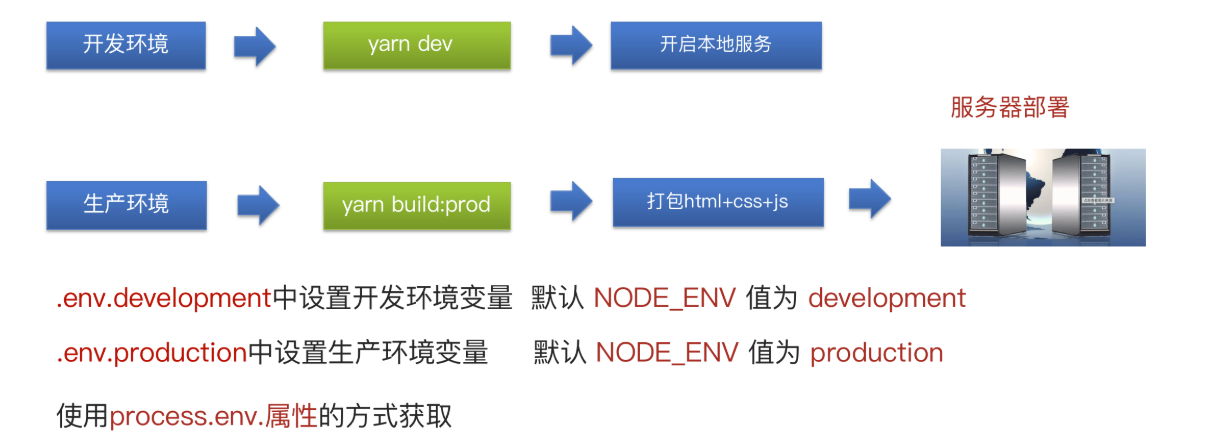 开发环境
yarn dev
开启本地服务
服务器部署
生产环境
yarn build:prod
打包html+css+js
.env.development中设置开发环境变量 默认 NODE_ENV 值为 development
.env.production中设置生产环境变量 默认 NODE_ENV 值为 production
使用process.env.属性的方式获取